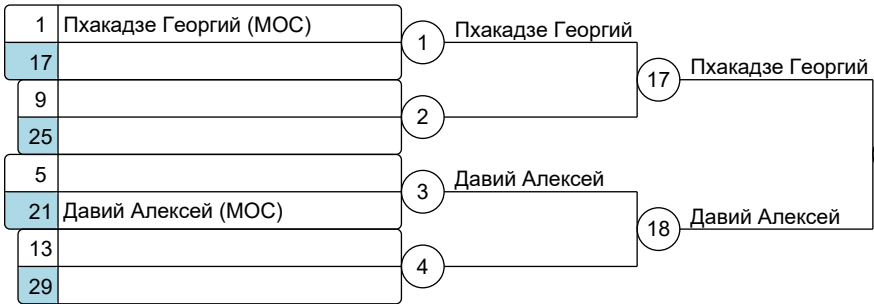 1 Пхакадзе Георгий (МОС)
17
1 Пхакадзе Георгий
9
25
2
17 Пхакадзе Георгий
5
21 Давий Алексей (МОС)
3 Давий Алексей
13
29
4
18 Давий Алексей